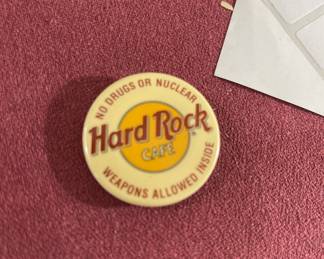 NO DRUGS OR NUCLEAR
Hard Rock
CAFE
WEAPONS ALLOWED INSIDE